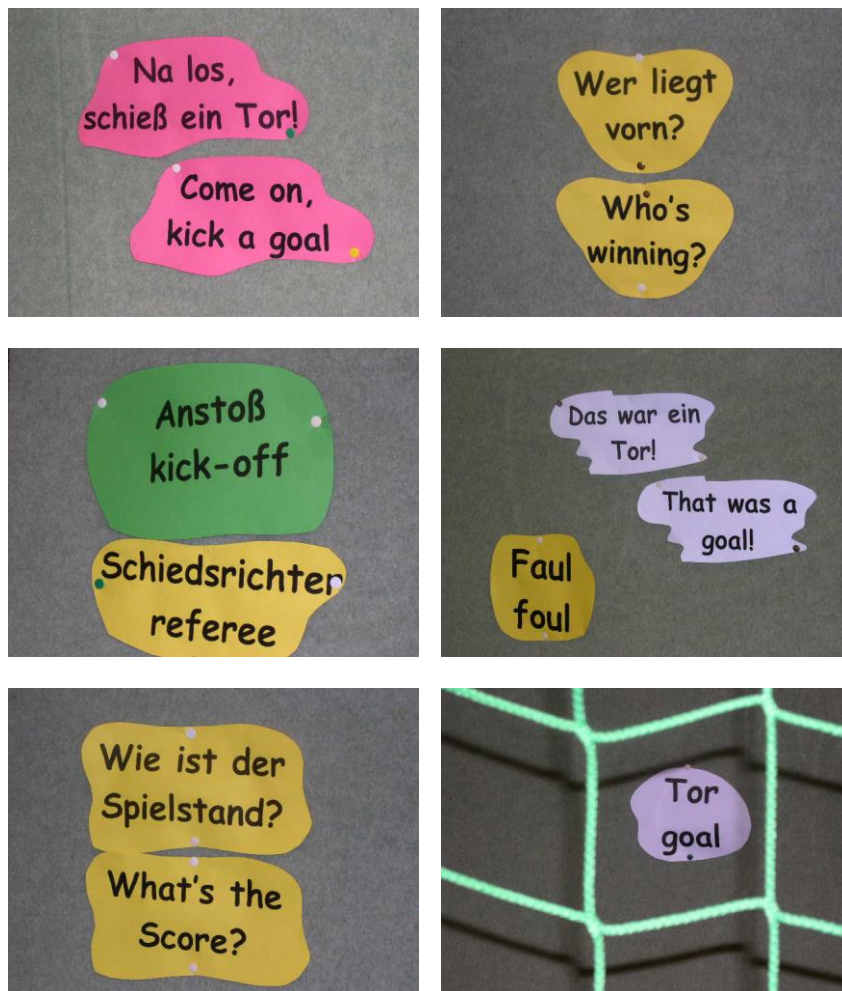 Na los,
schieß ein Tor!
Come on,
kick a goal
Wer liegt
vorn?
Who's
winning?
Anstoß
kick-off
Schiedsrichter
referee
Das war ein
Tor!
That was a
goal!
Faul
foul
Wie ist der
Spielstand?
What's the
Score?
Tor
goal